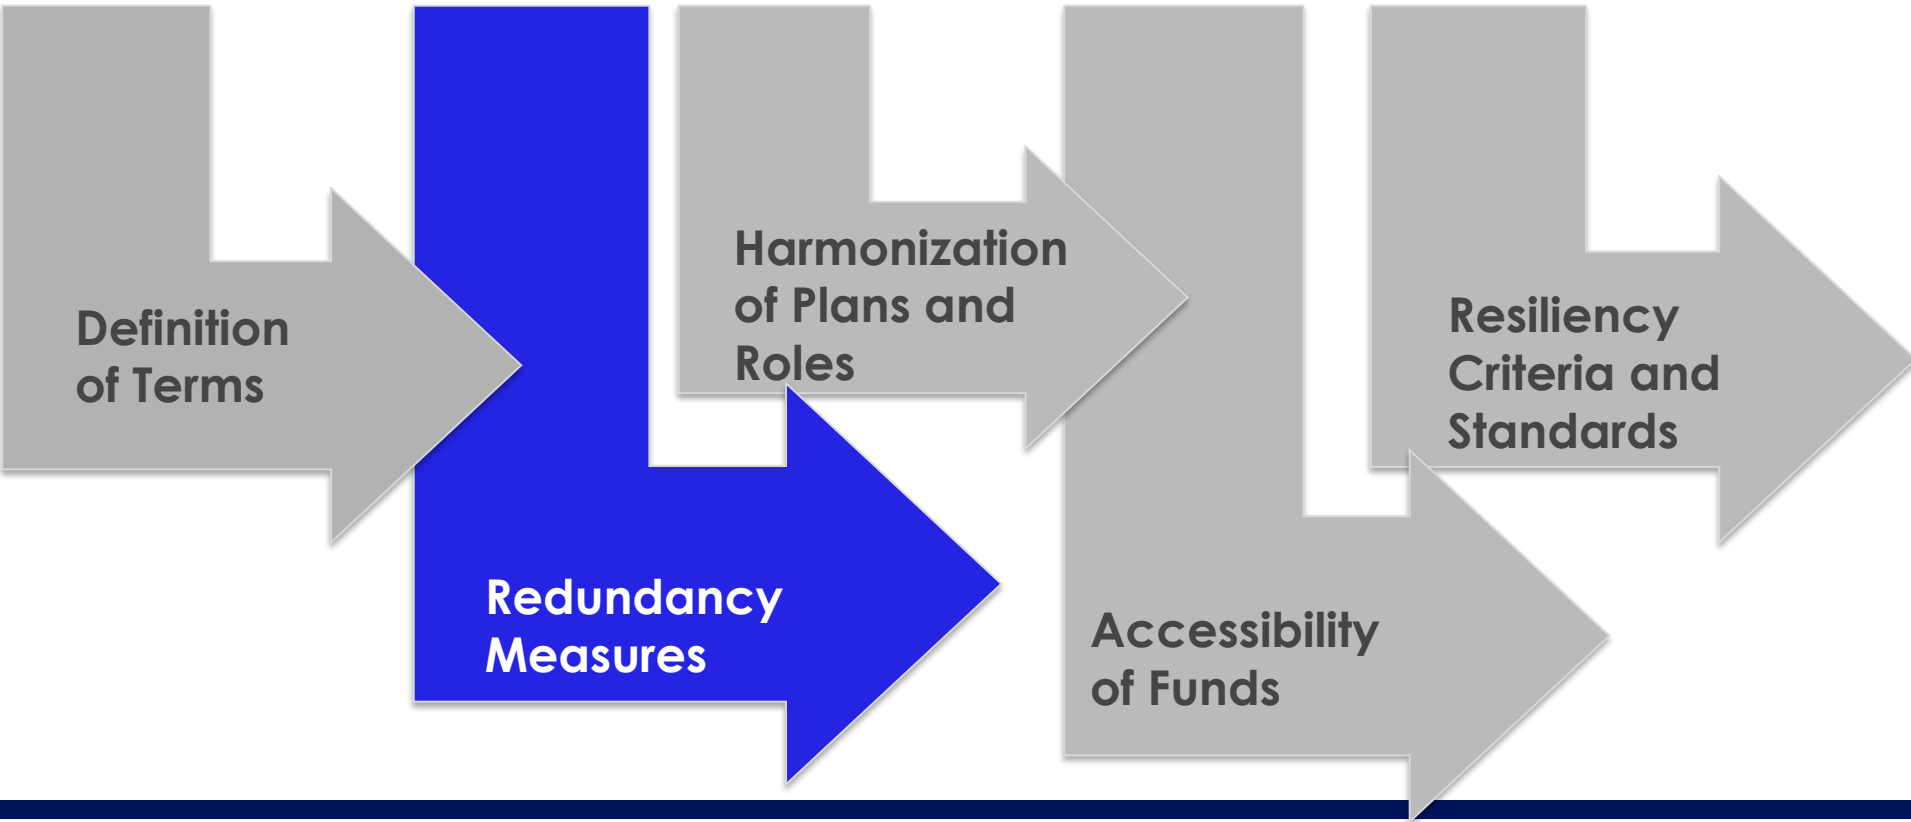 Definition
of Terms
Redundancy
Measures
Harmonization
of Plans and
Roles
Accessibility
of Funds
Resiliency
Criteria and
Standards